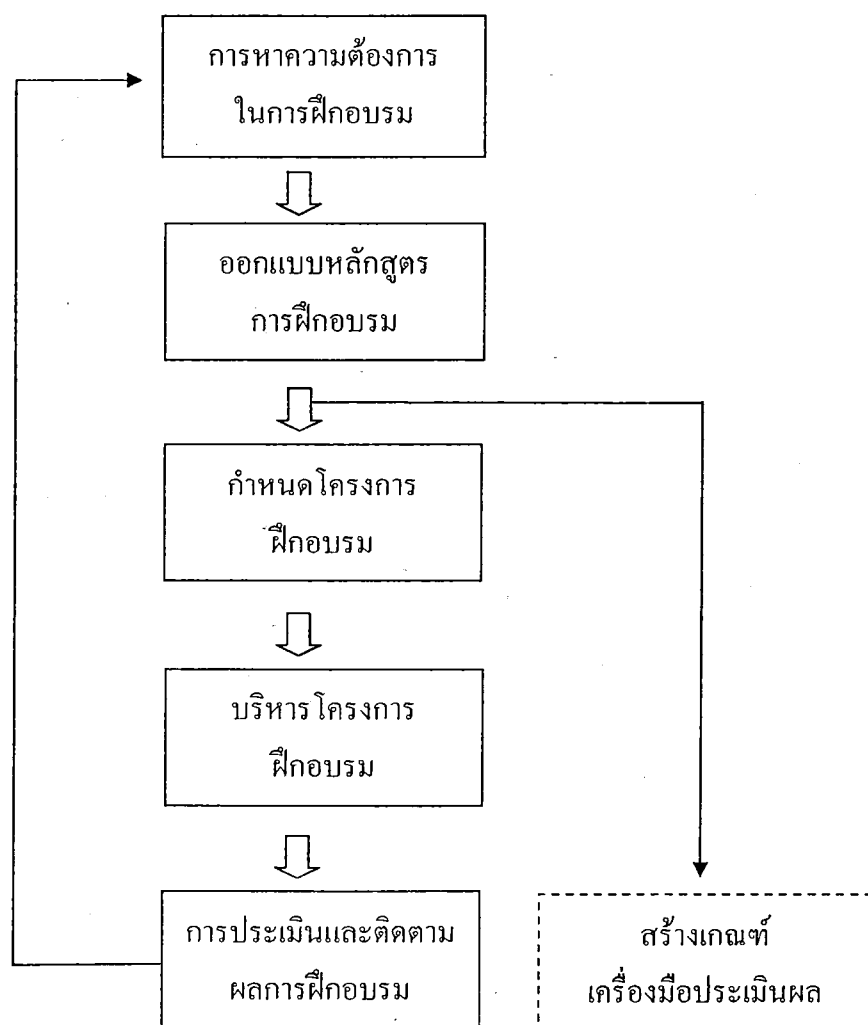 การหาความต้องการ
ในการฝึกอบรม
ออกแบบหลักสูตร
การฝึกอบรม
กำหนดโครงการ
ฝึกอบรม
บริหารโครงการ
ฝึกอบรม
การประเมินและติดตาม
ผลการฝึกอบรม
สร้างเกณฑ์
เครื่องมือประเมินผล